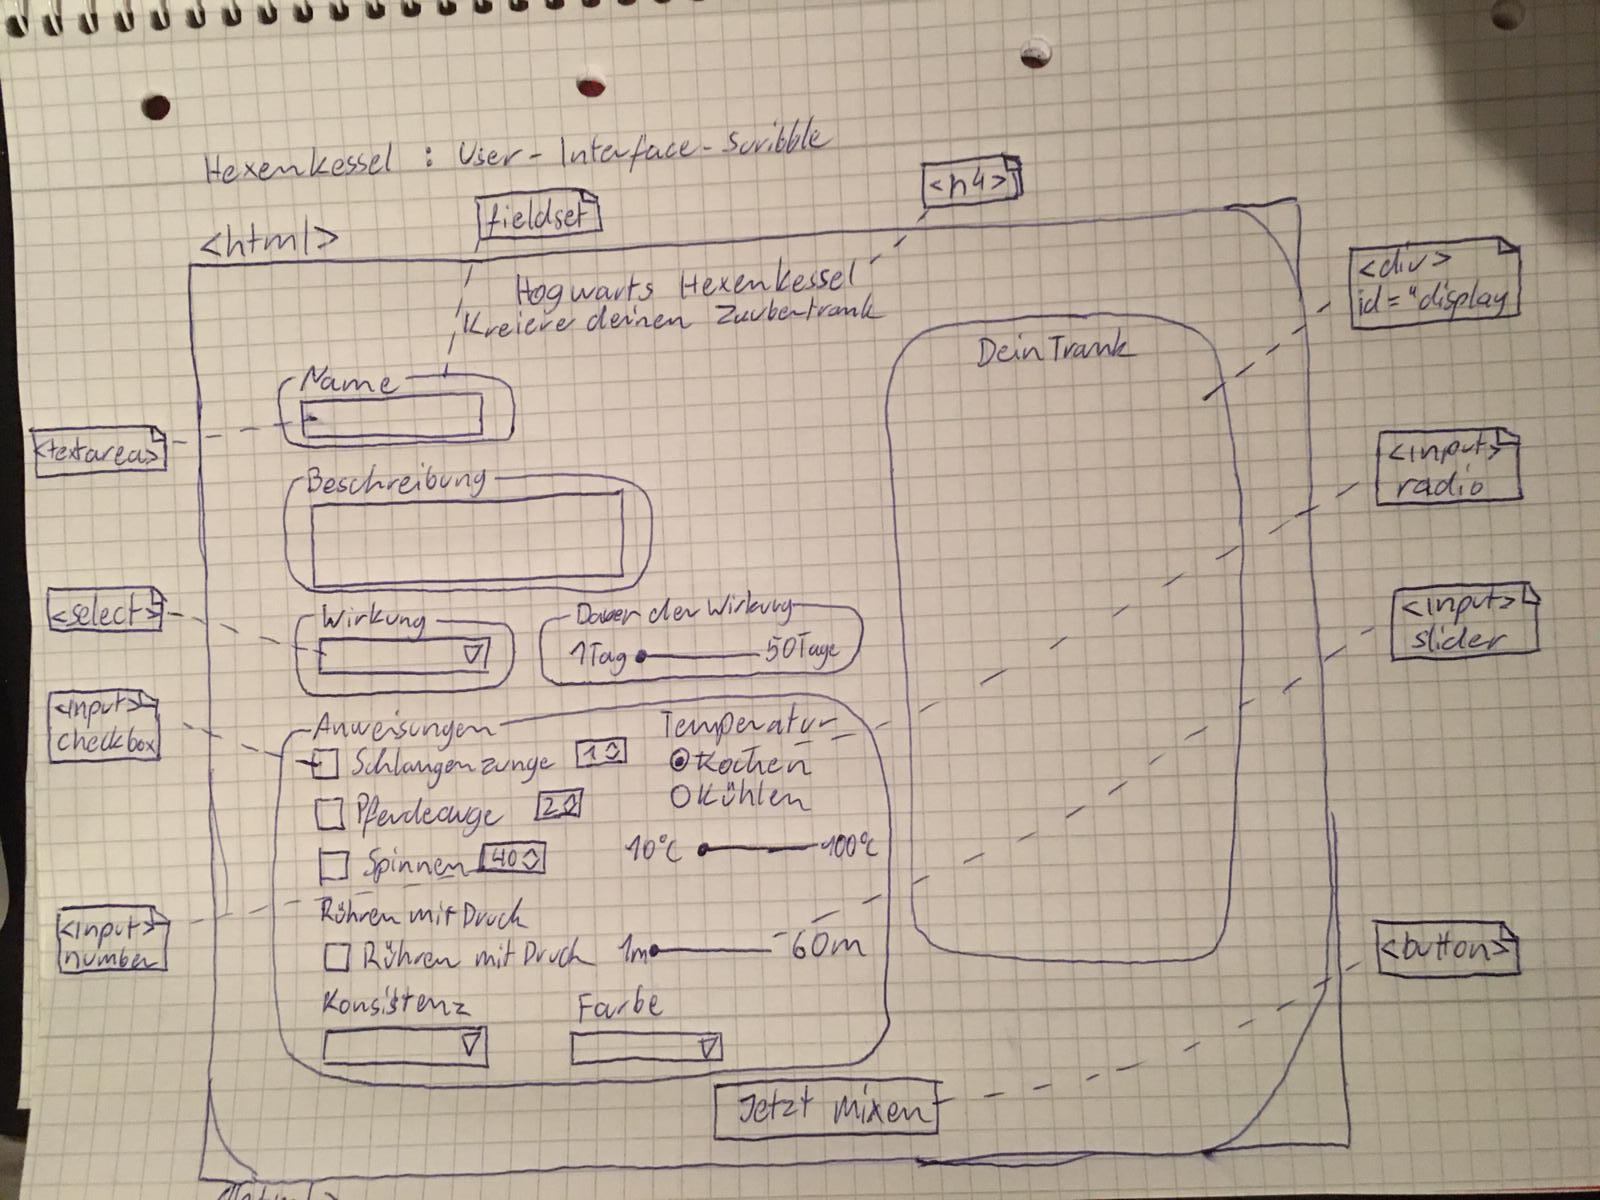 Hexenkessel : User-Interface-Scribble
<h4>
fieldset
<html>
Hogwarts Hexenkessel
Kreiere deinen Zaubertrank
<div>
id="display
Dein Trank
Name
<textarea>
<input>
radio
Beschreibung
<select>
Wirkung
Dauer der Wirkung
1Tag 50Tage
<input>
slider
<input>
checkbox
Anweisungen
Temperatur
Schlangenzunge 1
Kochen
Pferdeauge 2
Kühlen
Spinnen 40
10°C 100°C
<input>
number
Rühren mit Druck
Rühren mit Druck 1m 60m
<button>
Konsistenz
Farbe
Jetzt mixen